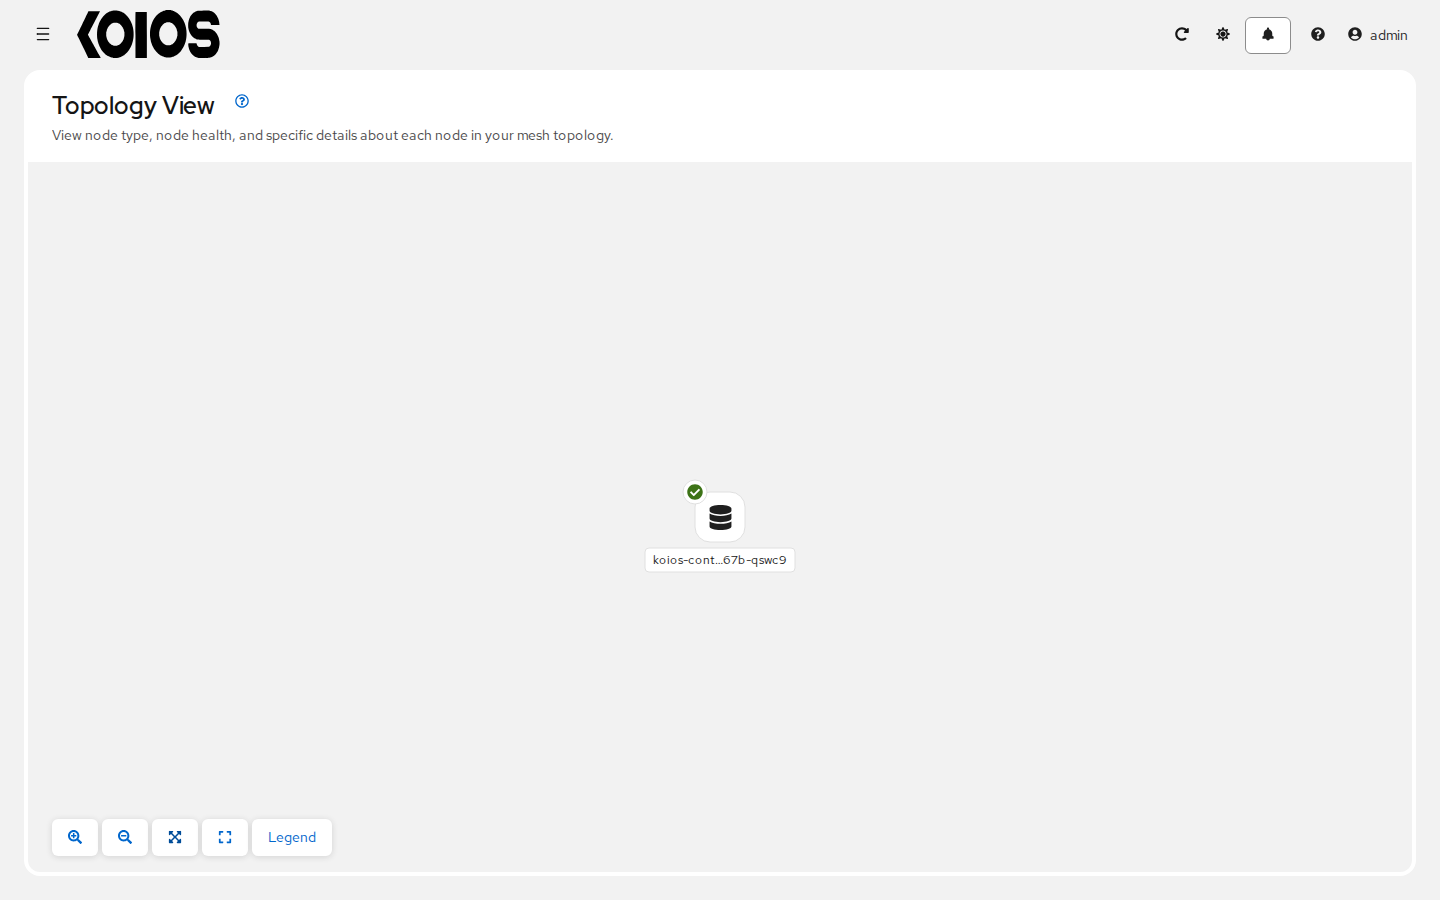 KOIOS
admin
Topology View
View node type, node health, and specific details about each node in your mesh topology.
koios-cont...67b-qswc9
Legend